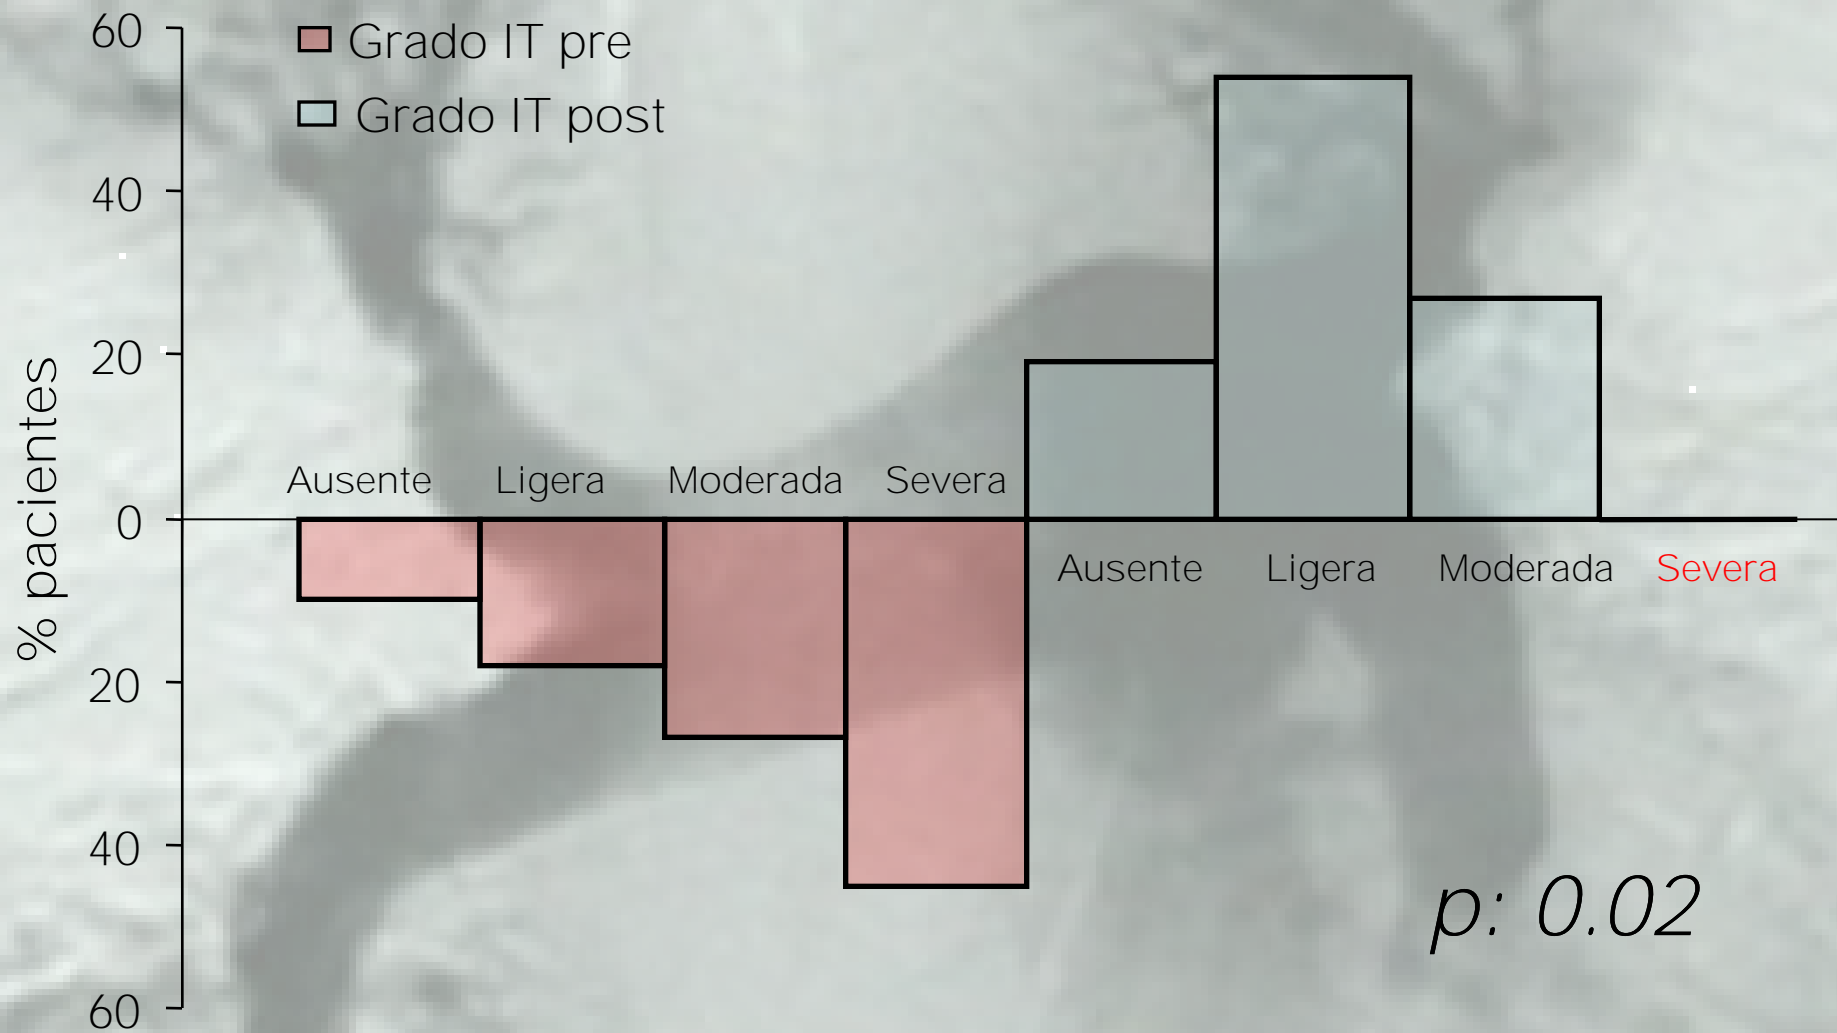 60
Grado IT pre
Grado IT post
40
20
% pacientes
Ausente Ligera Moderada Severa
0
Ausente Ligera Moderada Severa
20
40
p: 0.02
60